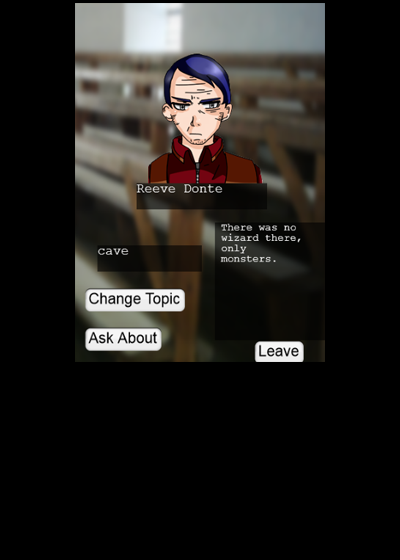 Reeve Donte
There was no
wizard there,
only
monsters.
cave
Change Topic
Ask About
Leave